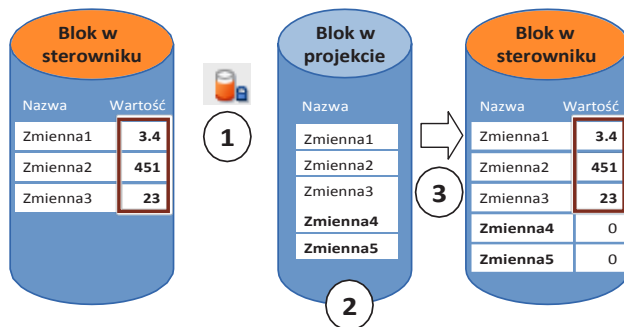 Blok w
sterowniku
Nazwa Wartość
Zmienna1 3.4
Zmienna2 451
Zmienna3 23
1
Blok w
projekcie
Nazwa
Zmienna1
Zmienna2
Zmienna3
Zmienna4
Zmienna5
2
3
Blok w
sterowniku
Nazwa Wartość
Zmienna1 3.4
Zmienna2 451
Zmienna3 23
Zmienna4 0
Zmienna5 0